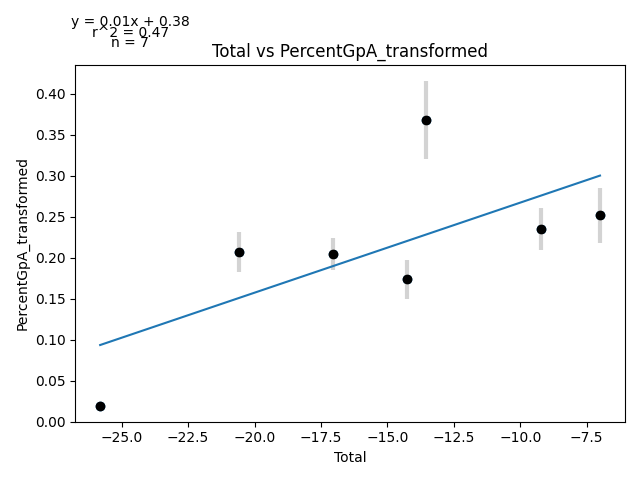 y = 0.01x + 0.38
r^2 = 0.47
n = 7
Total vs PercentGpA_transformed
PercentGpA_transformed
0.40
0.35
0.30
0.25
0.20
0.15
0.10
0.05
0.00
−25.0 −22.5 −20.0 −17.5 −15.0 −12.5 −10.0 −7.5
Total